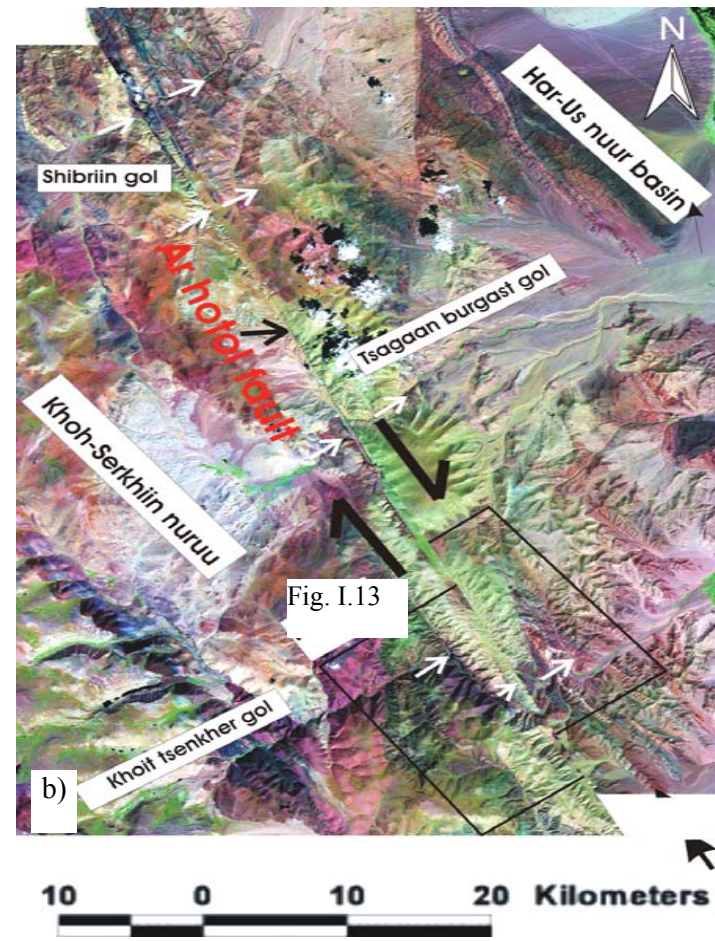 N
Har-Us nuur basin
Shibriin gol
Ar hotol fault
Tsagaan burgast gol
Khoh-Serkhiin nuruu
Fig. I.13
Khoit tsenkher gol
b)
10 0 10 20 Kilometers